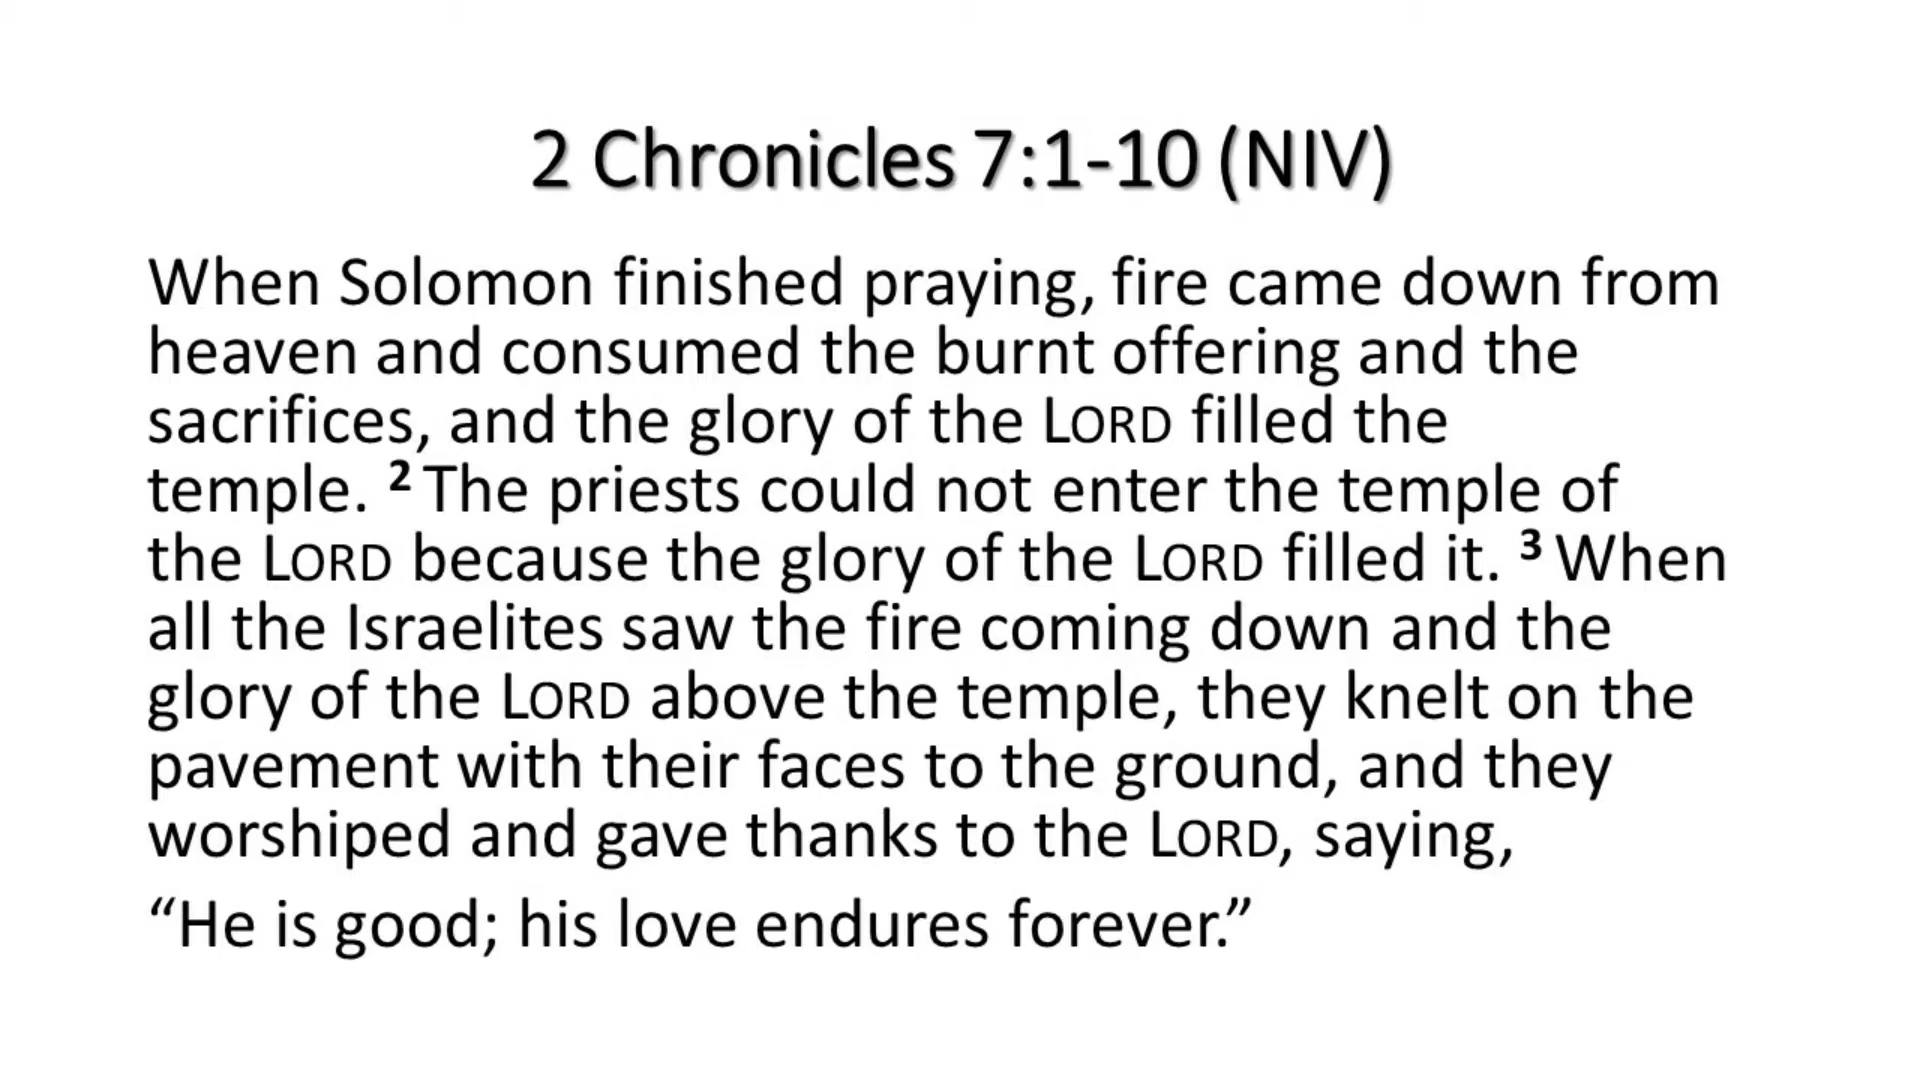 2 Chronicles 7:1-10 (NIV)
When Solomon finished praying, fire came down from
heaven and consumed the burnt offering and the
sacrifices, and the glory of the LORD filled the
temple. ² The priests could not enter the temple of
the LORD because the glory of the LORD filled it. ³ When
all the Israelites saw the fire coming down and the
glory of the LORD above the temple, they knelt on the
pavement with their faces to the ground, and they
worshiped and gave thanks to the LORD, saying,
“He is good; his love endures forever.”